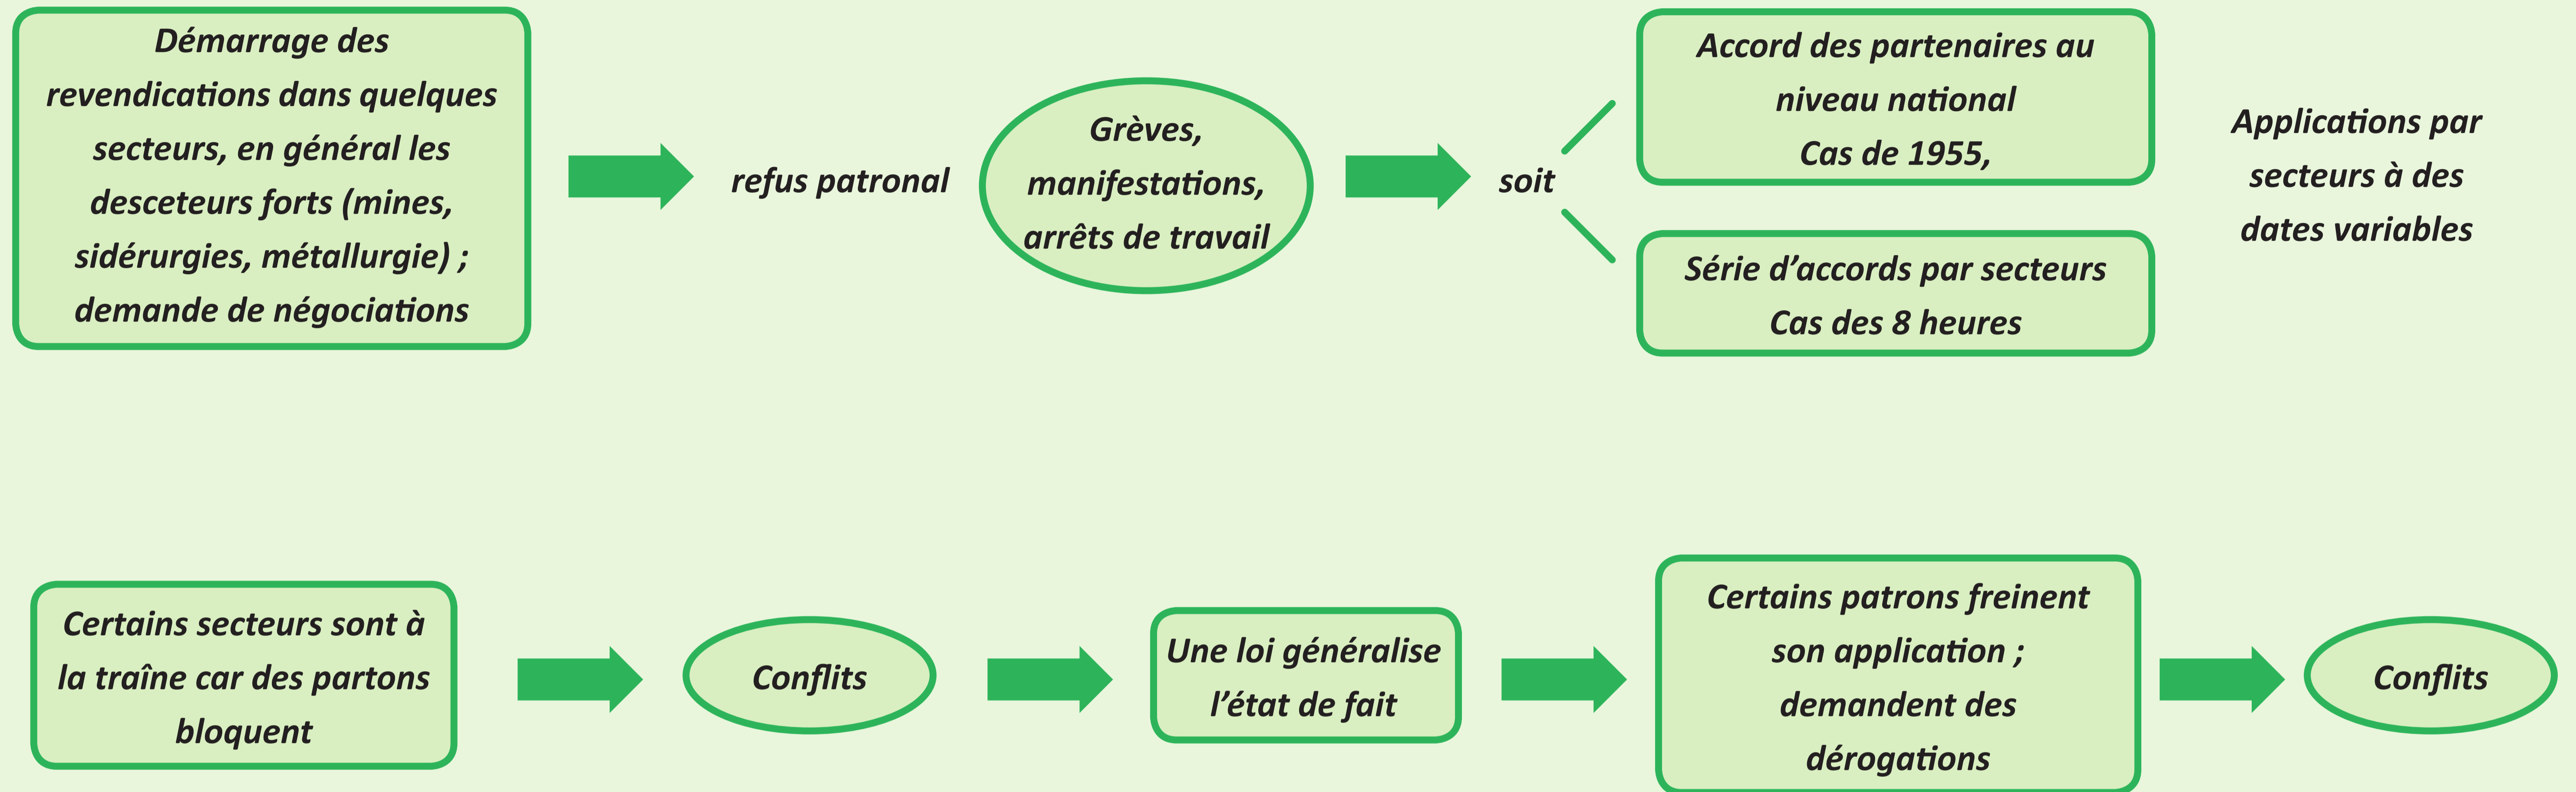 Démarrage des
revendications dans quelques
secteurs, en général les
desceteurs forts (mines,
sidérurgies, métallurgie) ;
demande de négociations
refus patronal
Grèves,
manifestations,
arrêts de travail
soit
Accord des partenaires au
niveau national
Cas de 1955,
Série d’accords par secteurs
Cas des 8 heures
Applications par
secteurs à des
dates variables
Certains secteurs sont à
la traîne car des partons
bloquent
Conflits
Une loi généralise
l’état de fait
Certains patrons freinent
son application ;
demandent des
dérogations
Conflits